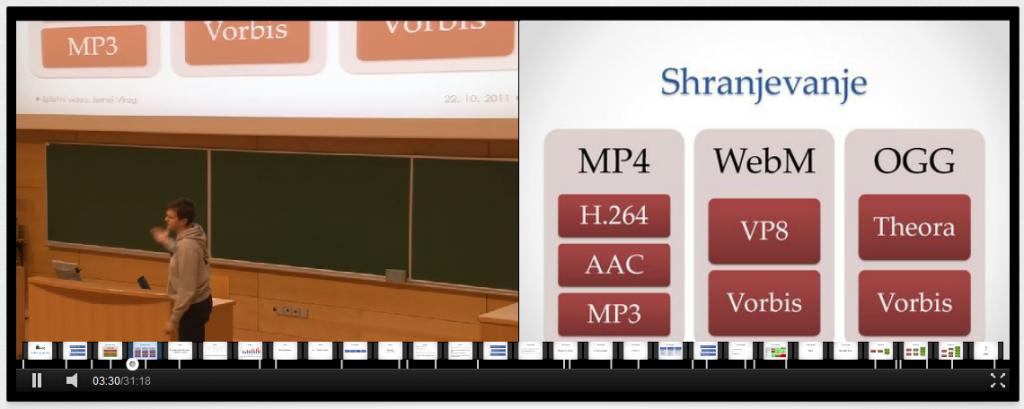 MP3
Vorbis
Vorbis
Spletni video, Jernej Virag
22. 10. 2011
Shranjevanje
MP4
WebM
OGG
H.264
AAC
MP3
VP8
Vorbis
Theora
Vorbis
03:30/31:18